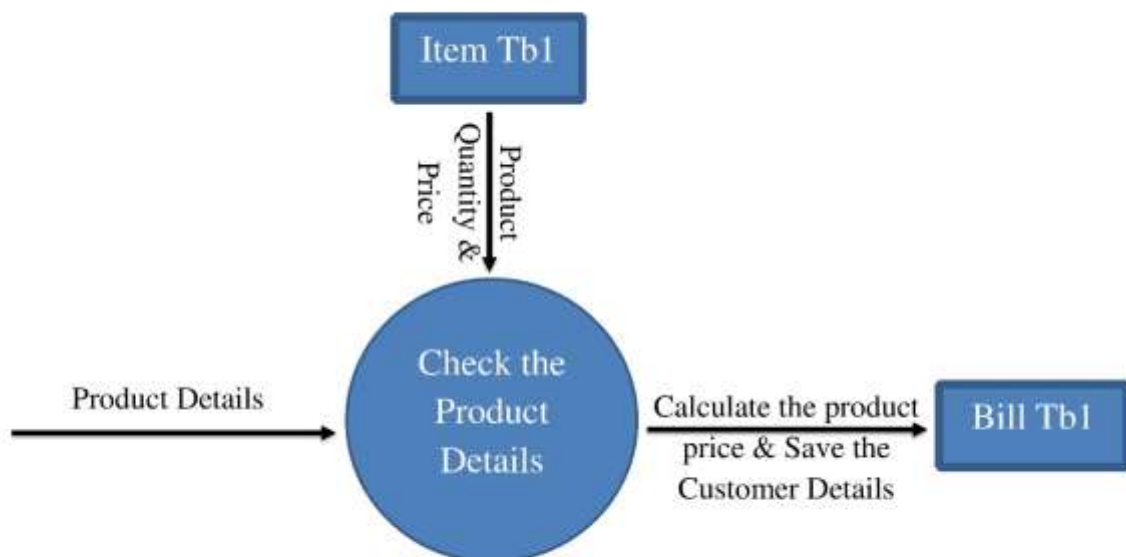 Item Tb1
Product
Quantity &
Price
Check the
Product
Details
Product Details
Calculate the product
price & Save the
Customer Details
Bill Tb1